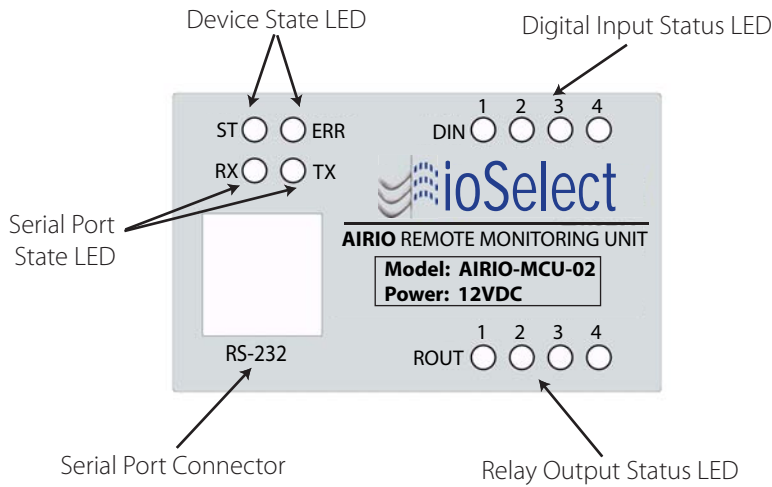 Device State LED
Digital Input Status LED
1 2 3 4
ST ERR
DIN
RX TX
ioSelect
Serial Port
State LED
AIRIO REMOTE MONITORING UNIT
Model: AIRIO-MCU-02
Power: 12VDC
1 2 3 4
RS-232
ROUT
Serial Port Connector
Relay Output Status LED